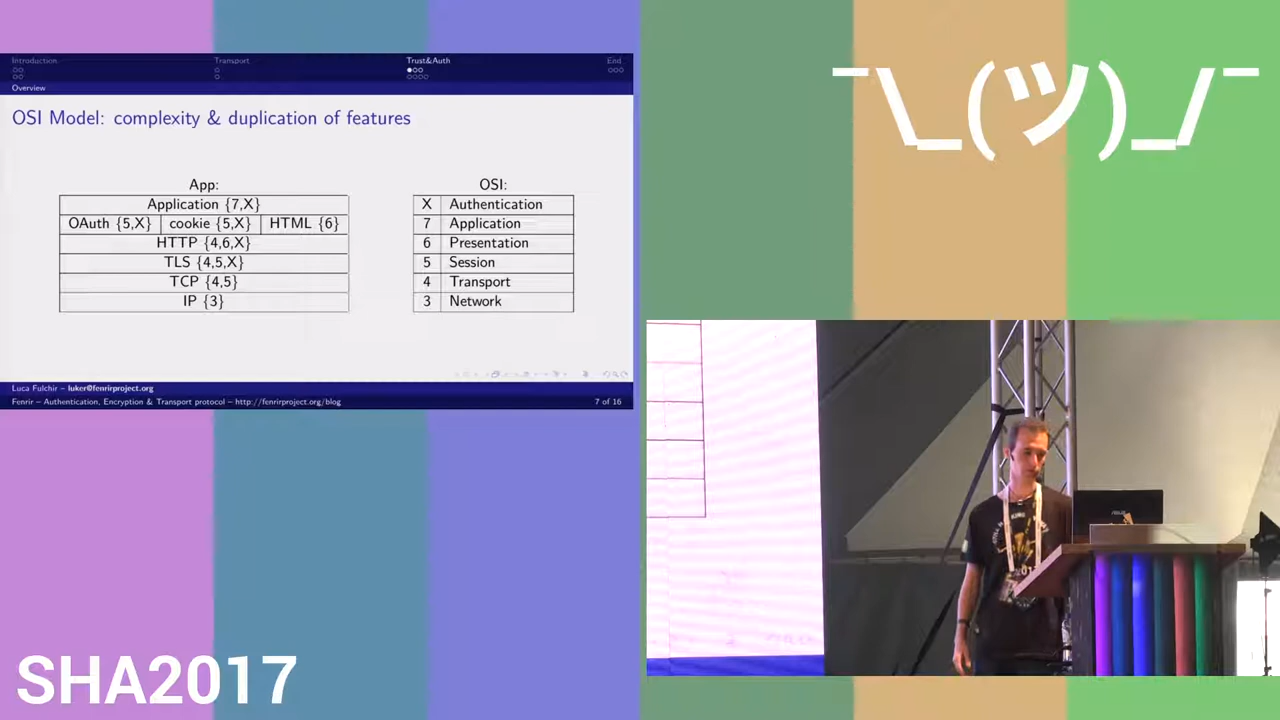 Introduction Transport Trust&Auth End
Overview
OSI Model: complexity & duplication of features
App:
Application {7,X}
OAuth {5,X} cookie {5,X} HTML {6}
HTTP {4,6,X}
TLS {4,5,X}
TCP {4,5}
IP {3}
OSI:
X Authentication
7 Application
6 Presentation
5 Session
4 Transport
3 Network
Luca Fulchir – luker@fenrirproject.org
Fenrir – Authentication, Encryption & Transport protocol – http://fenrirproject.org/blog 7 of 16
¯\_(ツ)_/¯
SHA2017